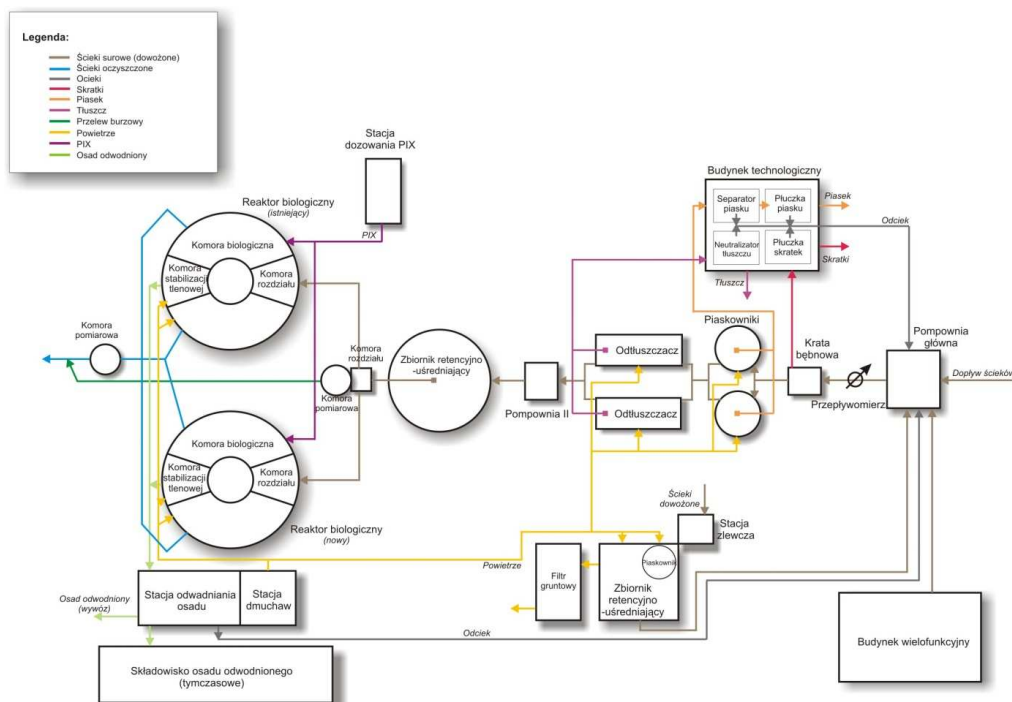 Legenda:
Ścieki surowe (dowożone)
Ścieki oczyszczone
Ocieki
Skratki
Piasek
Tłuszcz
Przelew burzowy
Powietrze
PIX
Osad odwodniony
Stacja
dozowania PIX
PIX
Budynek technologiczny
Separator
piasku
Płuczka
piasku
Neutralizator
tłuszczu
Płuczka
skratek
Piasek
Odciek
Skratki
Tłuszcz
Reaktor biologiczny
(istniejący)
Komora biologiczna
Komora
stabilizacji
tlenowej
Komora
rozdziału
Komora
pomiarowa
Komora
rozdziału
Komora
pomiarowa
Zbiornik retencyjno
-uśredniający
Pompownia II
Odtłuszczacz
Odtłuszczacz
Piaskowniki
Krata
bębnowa
Przepływomierz
Pompownia
główna
Dopływ ścieków
Komora biologiczna
Komora
stabilizacji
tlenowej
Komora
rozdziału
Reaktor biologiczny
(nowy)
Ścieki
dowożone
Stacja
zlewcza
Powietrze
Filtr
gruntowy
Piaskownik
Zbiornik
retencyjno
-uśredniający
Osad odwodniony
(wywóz)
Stacja odwadniania
osadu
Stacja
dmuchaw
Odciek
Składowisko osadu odwodnionego
(tymczasowe)
Budynek wielofunkcyjny